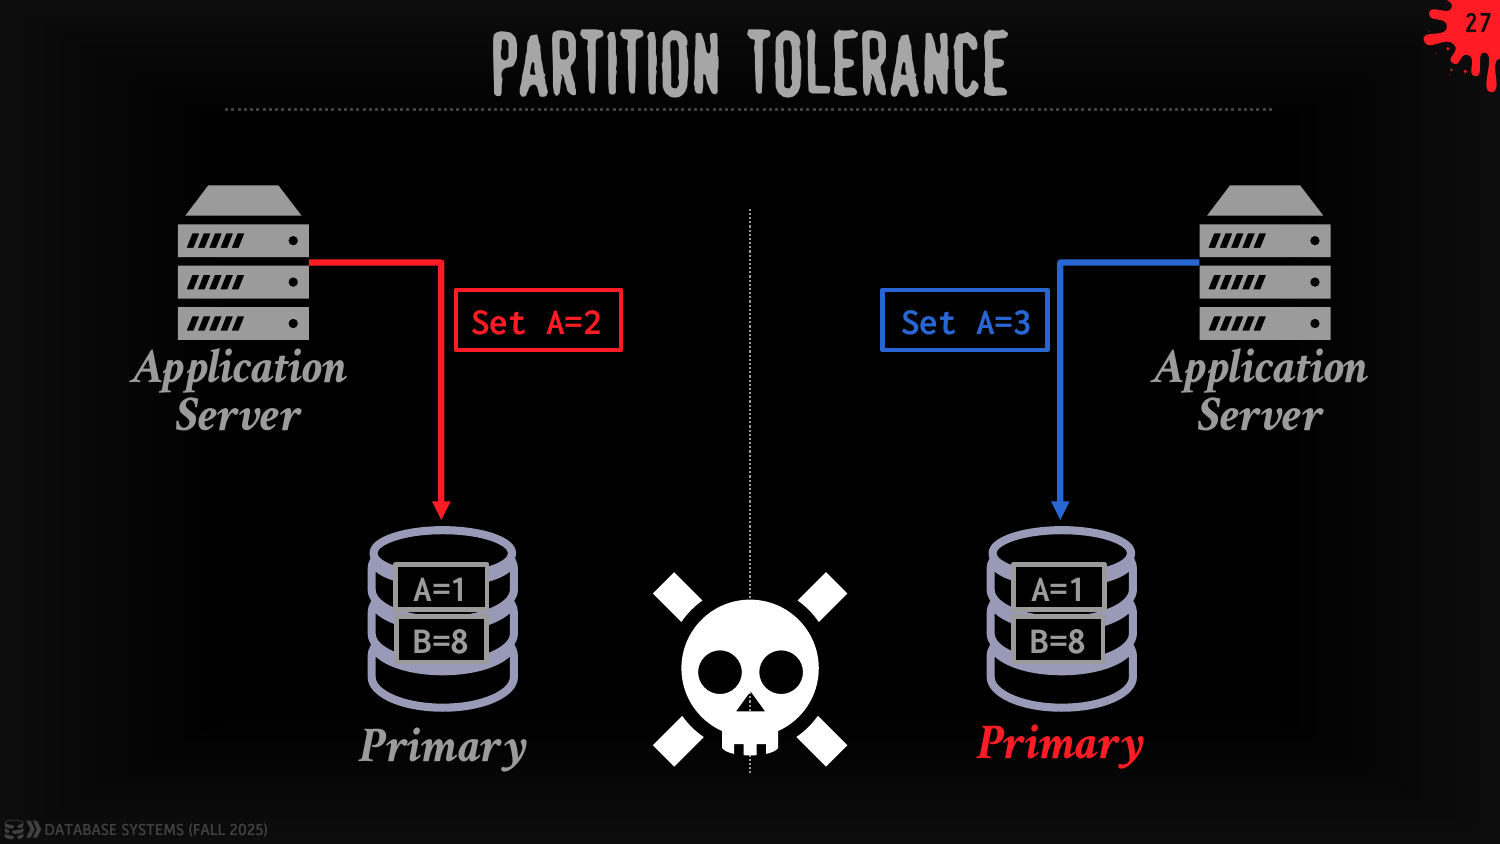 27
PARTITION TOLERANCE
Set A=2
Set A=3
Application
Server
Application
Server
A=1
B=8
A=1
B=8
Primary
Primary
DATABASE SYSTEMS (FALL 2025)